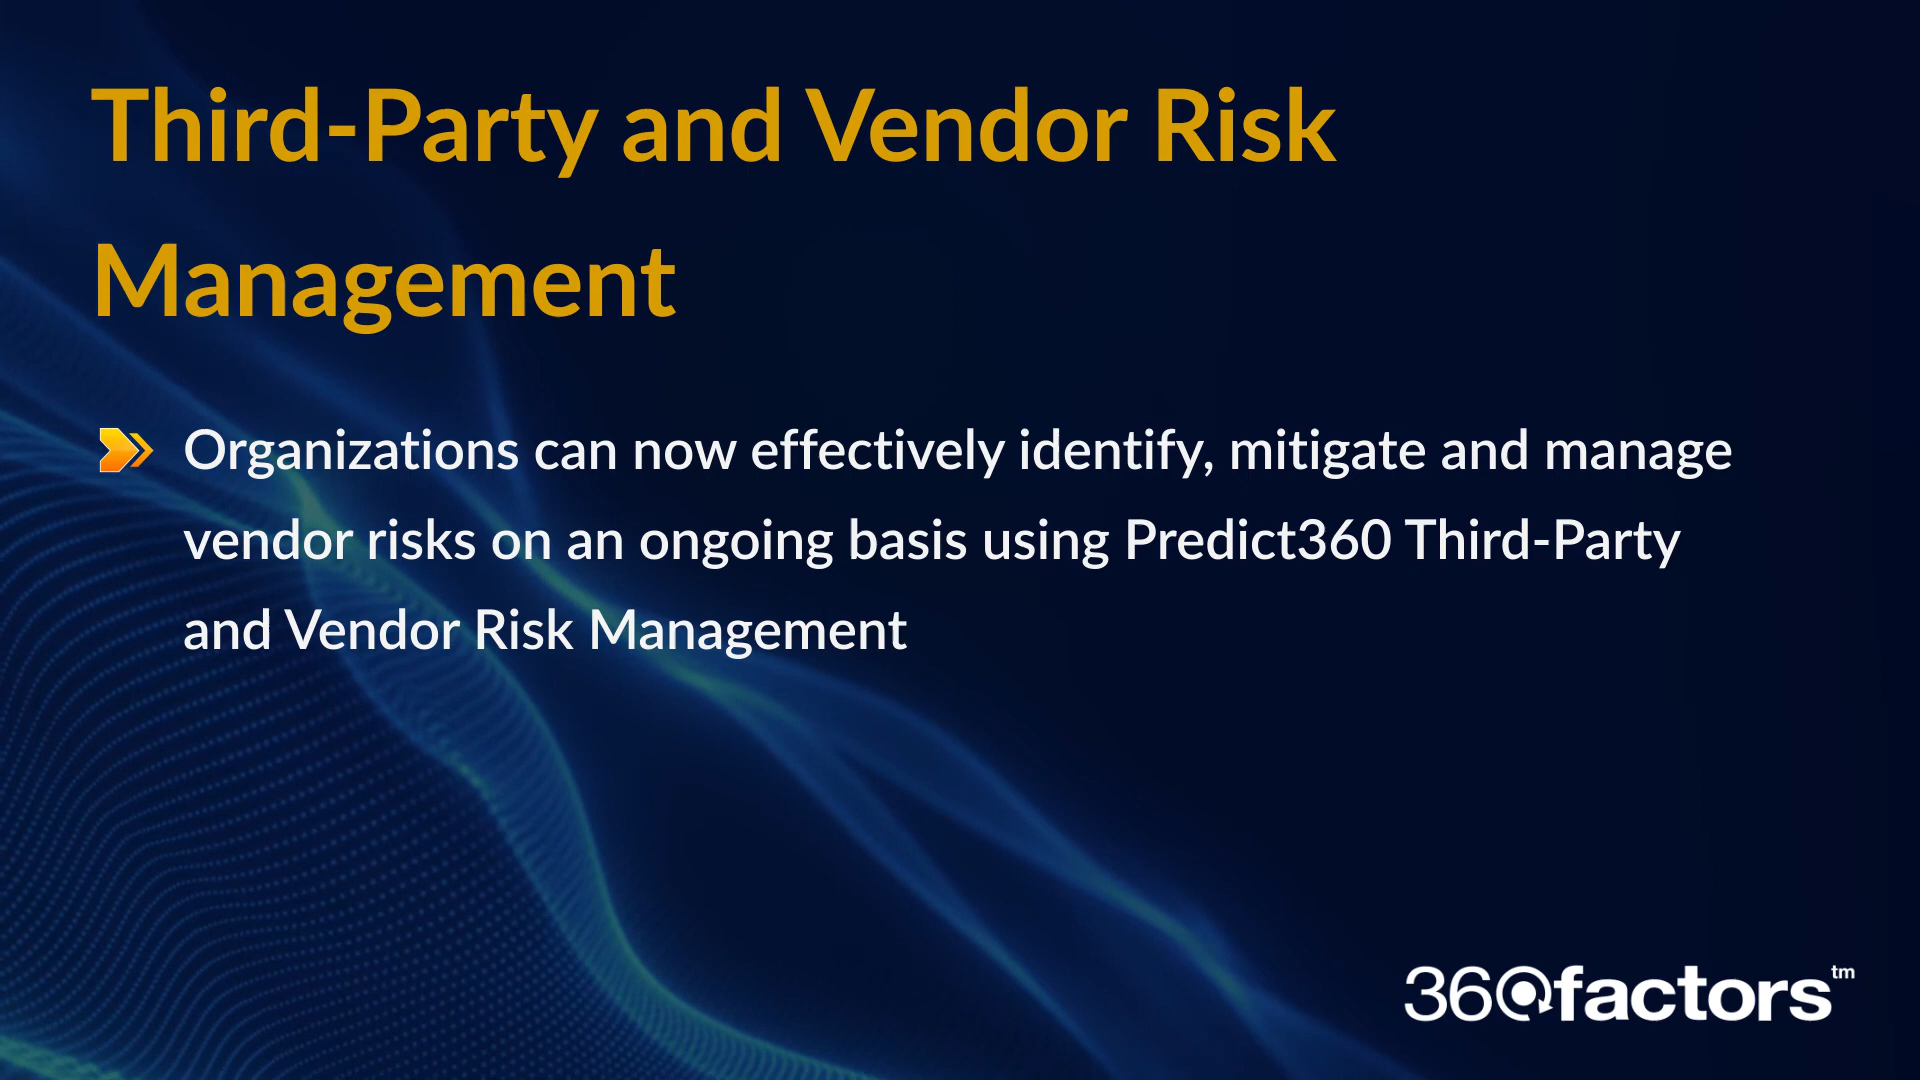 Third-Party and Vendor Risk
Management
Organizations can now effectively identify, mitigate and manage
vendor risks on an ongoing basis using Predict360 Third-Party
and Vendor Risk Management
360factors tm